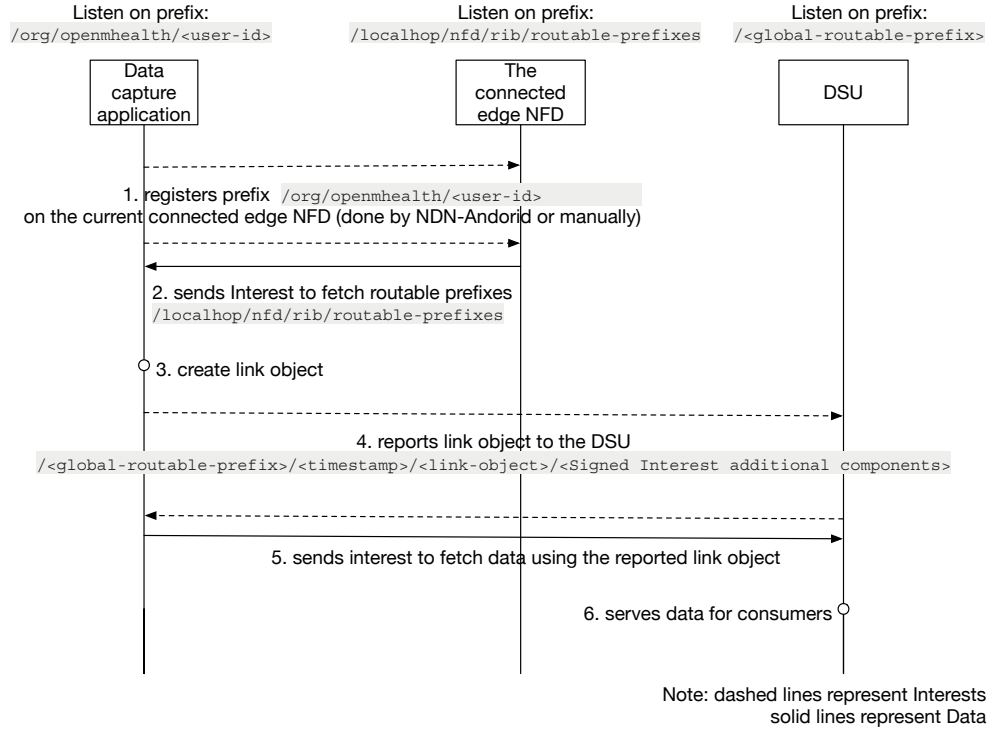 Listen on prefix:
/org/openmhealth/<user-id>
Listen on prefix:
/localhop/nfd/rib/routable-prefixes
Listen on prefix:
/<global-routable-prefix>
Data
capture
application
The
connected
edge NFD
DSU
1. registers prefix /org/openmhealth/<user-id>
on the current connected edge NFD (done by NDN-Andorid or manually)
2. sends Interest to fetch routable prefixes
/localhop/nfd/rib/routable-prefixes
3. create link object
4. reports link object to the DSU
/<global-routable-prefix>/<timestamp>/<link-object>/<Signed Interest additional components>
5. sends interest to fetch data using the reported link object
6. serves data for consumers
Note: dashed lines represent Interests
solid lines represent Data